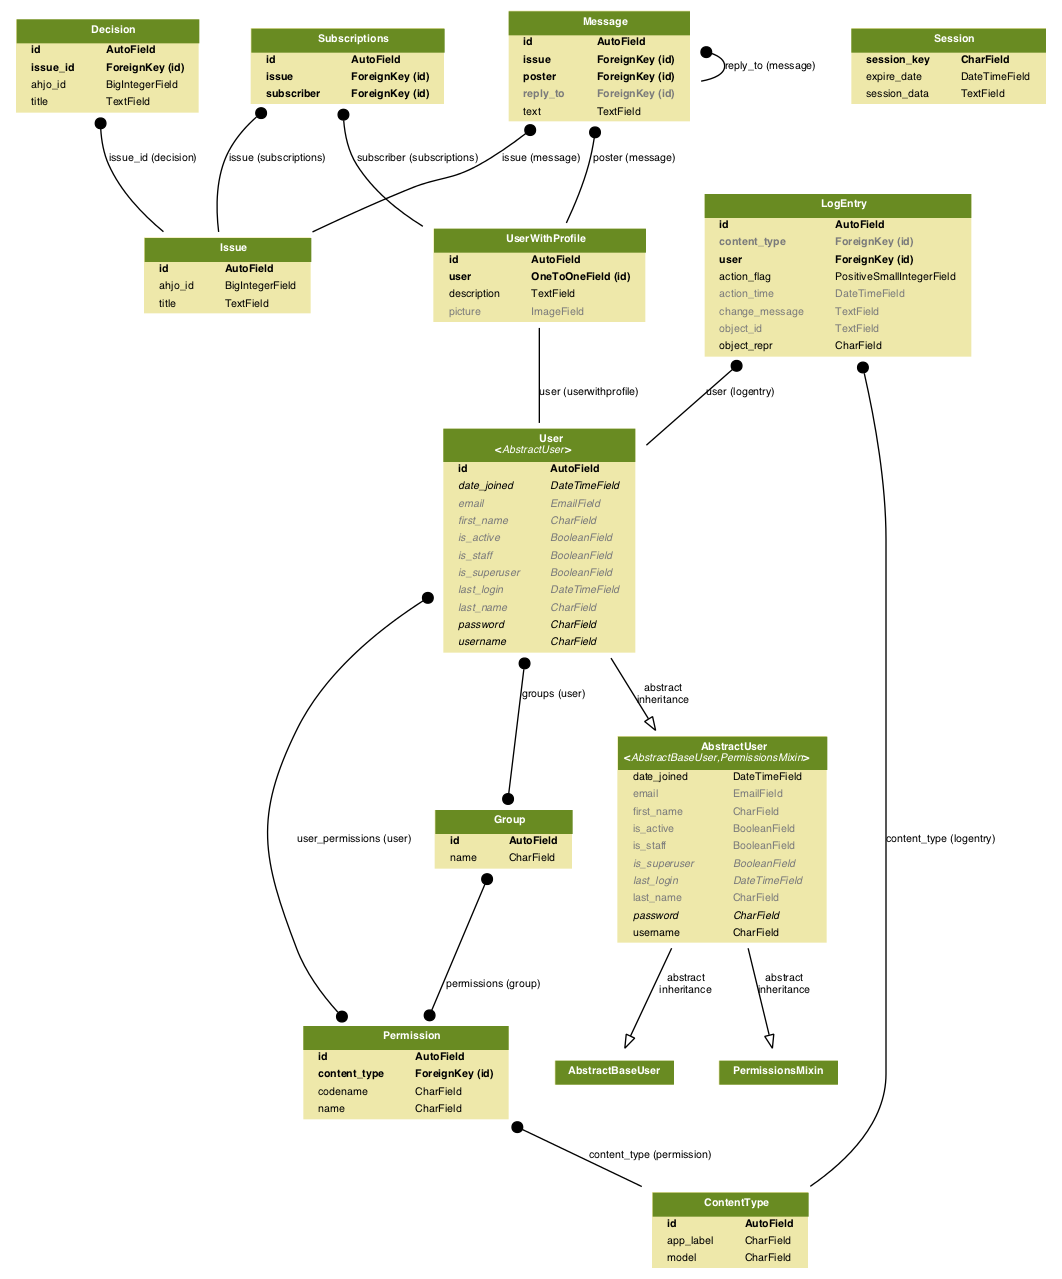 Decision
id AutoField
issue_id ForeignKey (id)
ahjo_id BigIntegerField
title TextField
Subscriptions
id AutoField
issue ForeignKey (id)
subscriber ForeignKey (id)
Message
id AutoField
issue ForeignKey (id)
poster ForeignKey (id)
reply_to ForeignKey (id)
text TextField
reply_to (message)
Session
session_key CharField
expire_date DateTimeField
session_data TextField
issue_id (decision)
issue (subscriptions)
subscriber (subscriptions)
issue (message)
poster (message)
Issue
id AutoField
ahjo_id BigIntegerField
title TextField
UserWithProfile
id AutoField
user OneToOneField (id)
description TextField
picture ImageField
LogEntry
id AutoField
content_type ForeignKey (id)
user ForeignKey (id)
action_flag PositiveSmallIntegerField
action_time DateTimeField
change_message TextField
object_id TextField
object_repr CharField
user (userwithprofile)
user (logentry)
User
<AbstractUser>
id AutoField
date_joined DateTimeField
email EmailField
first_name CharField
is_active BooleanField
is_staff BooleanField
is_superuser BooleanField
last_login DateTimeField
last_name CharField
password CharField
username CharField
groups (user)
abstract
inheritance
AbstractUser
<AbstractBaseUser,PermissionsMixin>
date_joined DateTimeField
email EmailField
first_name CharField
is_active BooleanField
is_staff BooleanField
is_superuser BooleanField
last_login DateTimeField
last_name CharField
password CharField
username CharField
user_permissions (user)
Group
id AutoField
name CharField
content_type (logentry)
permissions (group)
abstract
inheritance
abstract
inheritance
Permission
id AutoField
content_type ForeignKey (id)
codename CharField
name CharField
AbstractBaseUser
PermissionsMixin
content_type (permission)
ContentType
id AutoField
app_label CharField
model CharField